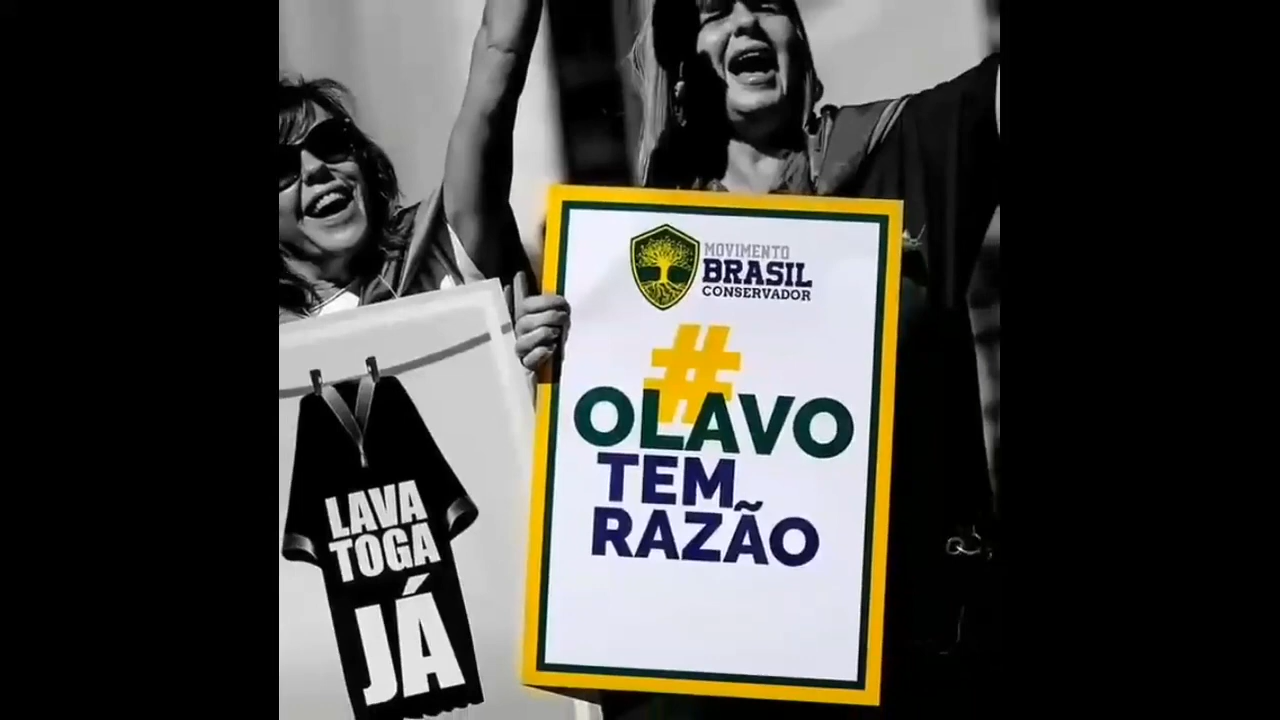 MOVIMENTO
BRASIL
CONSERVADOR
#
OLAVO
TEM
RAZÃO
LAVA
TOGA
JÁ